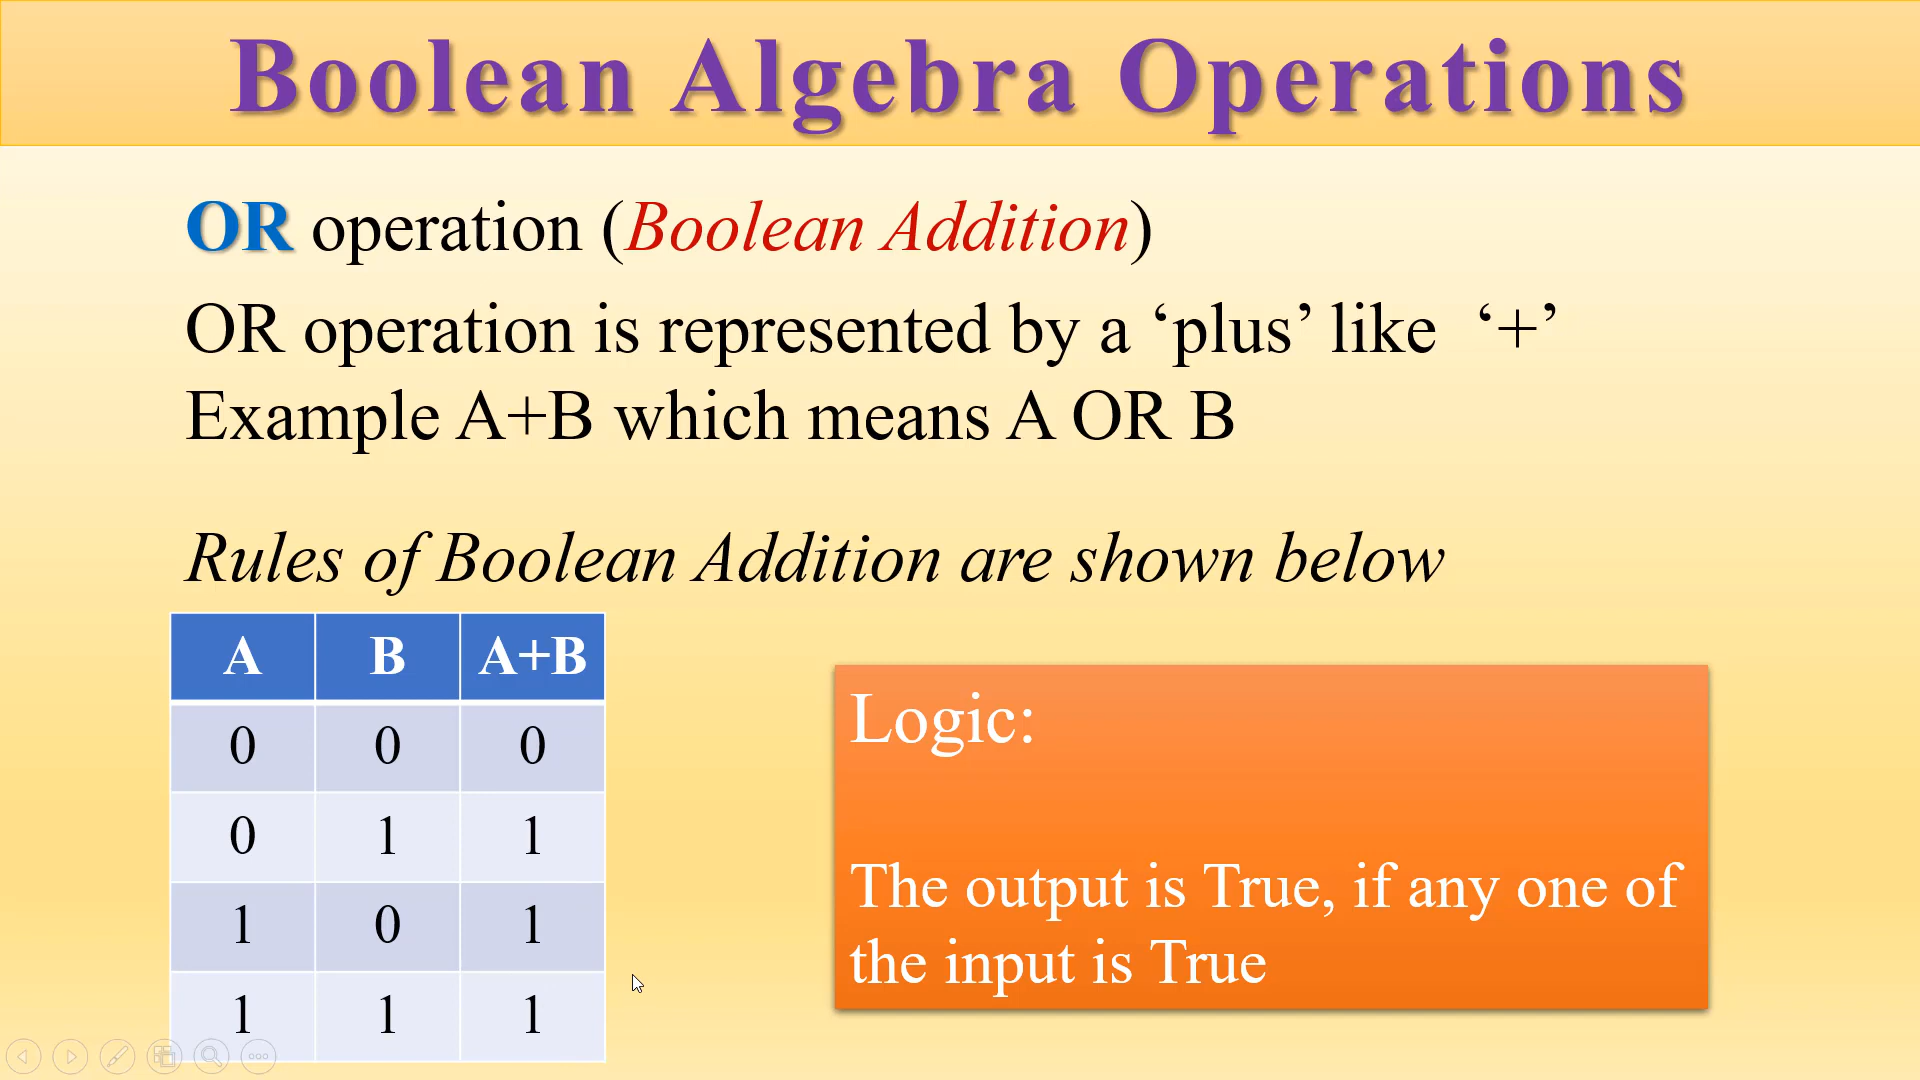 Boolean Algebra Operations
OR operation (Boolean Addition)
OR operation is represented by a ‘plus’ like ‘+’
Example A+B which means A OR B
Rules of Boolean Addition are shown below
A B A+B
0 0 0
0 1 1
1 0 1
1 1 1
Logic:
The output is True, if any one of
the input is True